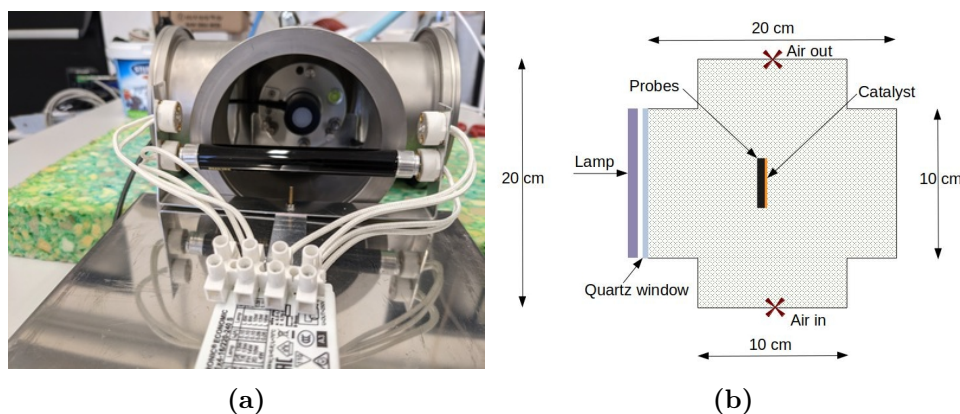 20 cm
Air out
Probes
Catalyst
Lamp
20 cm
10 cm
Quartz window
Air in
10 cm
(a)
(b)